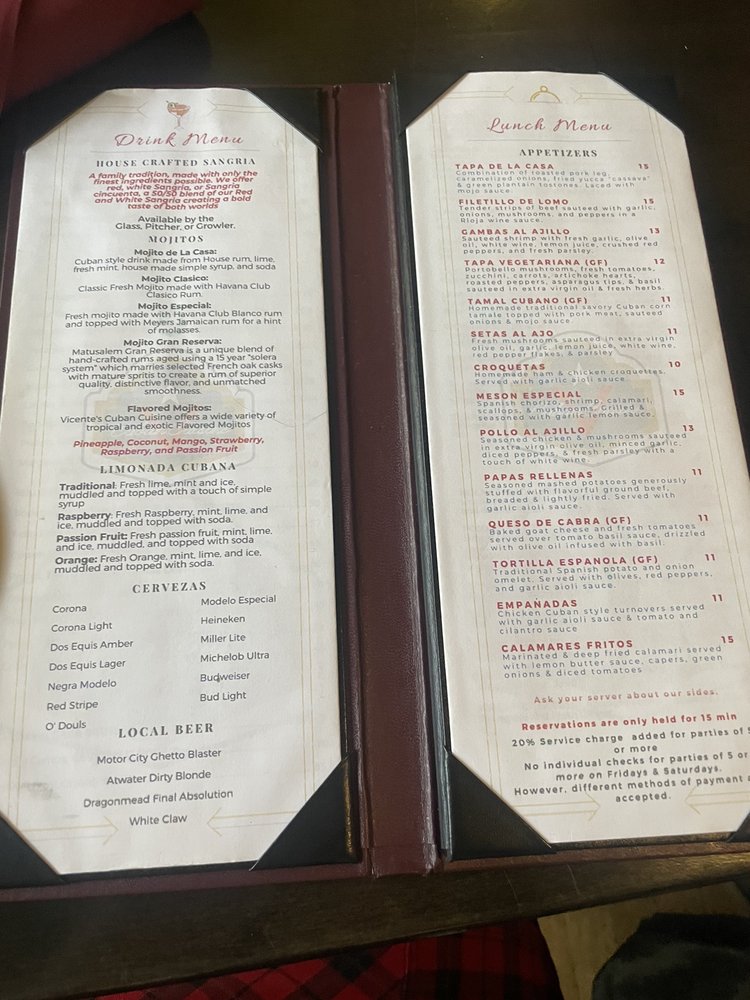 Drink Menu
HOUSE CRAFTED SANGRIA
A family tradition, made with only the
finest ingredients possible. We offer
red, white Sangria, or Sangria
cincuenta, a 50/50 blend of our Red
and White Sangria creating a bold
taste of both worlds
Available by the
Glass, Pitcher, or Growler.
MOJITOS
Mojito de La Casa:
Cuban style drink made from House rum, lime,
fresh mint, house made simple syrup, and soda
Mojito Clasico:
Classic Fresh Mojito made with Havana Club
Clasico Rum.
Mojito Especial:
Fresh mojito made with Havana Club Blanco rum
and topped with Meyers Jamaican rum for a hint
of molasses.
Mojito Gran Reserva:
Matusalem Gran Reserva is a unique blend of
hand-crafted rums aged using a 15 year "solera
system" which marries selected French oak casks
with mature spritis to create a rum of superior
quality, distinctive flavor, and unmatched
smoothness.
Flavored Mojitos:
Vicente's Cuban Cuisine offers a wide variety of
tropical and exotic Flavored Mojitos
Pineapple, Coconut, Mango, Strawberry,
Raspberry, and Passion Fruit
LIMONADA CUBANA
Traditional: Fresh lime, mint and ice,
muddled and topped with a touch of simple
syrup
Raspberry: Fresh Raspberry, mint, lime, and
ice, muddled and topped with soda.
Passion Fruit: Fresh passion fruit, mint, lime,
and ice, muddled, and topped with soda
Orange: Fresh Orange, mint, lime, and ice,
muddled and topped with soda.
CERVEZAS
Corona
Corona Light
Dos Equis Amber
Dos Equis Lager
Negra Modelo
Red Stripe
O' Douls
Modelo Especial
Heineken
Miller Lite
Michelob Ultra
Budweiser
Bud Light
LOCAL BEER
Motor City Ghetto Blaster
Atwater Dirty Blonde
Dragonmead Final Absolution
White Claw
Lunch Menu
APPETIZERS
TAPA DE LA CASA 15
Combination of roasted pork leg,
caramelized onions, fried yucca "cassava"
& green plantain tostones. Laced with
mojo sauce.
FILETILLO DE LOMO 15
Tender strips of beef sauteed with garlic,
onions, mushrooms, and peppers in a
Rioja wine sauce.
GAMBAS AL AJILLO 13
Sauteed shrimp with fresh garlic, olive
oil, white wine, lemon juice, crushed red
peppers, and fresh parsley.
TAPA VEGETARIANA (GF) 12
Portobello mushrooms, fresh tomatoes,
zucchini, carrots, artichoke hearts,
roasted peppers, asparagus tips, & basil
sauteed in extra virgin oil & fresh herbs.
TAMAL CUBANO (GF) 11
Homemade traditional savory Cuban corn
tamale topped with pork meat, sauteed
onions & mojo sauce.
SETAS AL AJO 11
Fresh mushrooms sauteed in extra virgin
olive oil, garlic, lemon juice, white wine,
red pepper flakes, & parsley
CROQUETAS 10
Homemade ham & chicken croquettes.
Served with garlic aioli sauce.
MESON ESPECIAL 15
Spanish chorizo, shrimp, calamari,
scallops, & mushrooms. Grilled &
seasoned with garlic lemon sauce.
POLLO AL AJILLO 13
Seasoned chicken & mushrooms sauteed
in extra virgin olive oil, minced garlic,
diced peppers, & fresh parsley with a
touch of white wine.
PAPAS RELLENAS 11
Seasoned mashed potatoes generously
stuffed with flavorful ground beef,
breaded & lightly fried. Served with
garlic aioli sauce.
QUESO DE CABRA (GF) 11
Baked goat cheese and fresh tomatoes
served over tomato basil sauce, drizzled
with olive oil infused with basil.
TORTILLA ESPANOLA (GF) 11
Traditional Spanish potato and onion
omelet. Served with olives, red peppers,
and garlic aioli sauce.
EMPANADAS 11
Chicken Cuban style turnovers served
with garlic aioli sauce & tomato and
cilantro sauce
CALAMARES FRITOS 15
Marinated & deep fried calamari served
with lemon butter sauce, capers, green
onions & diced tomatoes
Ask your server about our sides.
Reservations are only held for 15 min
20% Service charge added for parties of 5
or more
No individual checks for parties of 5 or
more on Fridays & Saturdays.
However, different methods of payment
accepted.